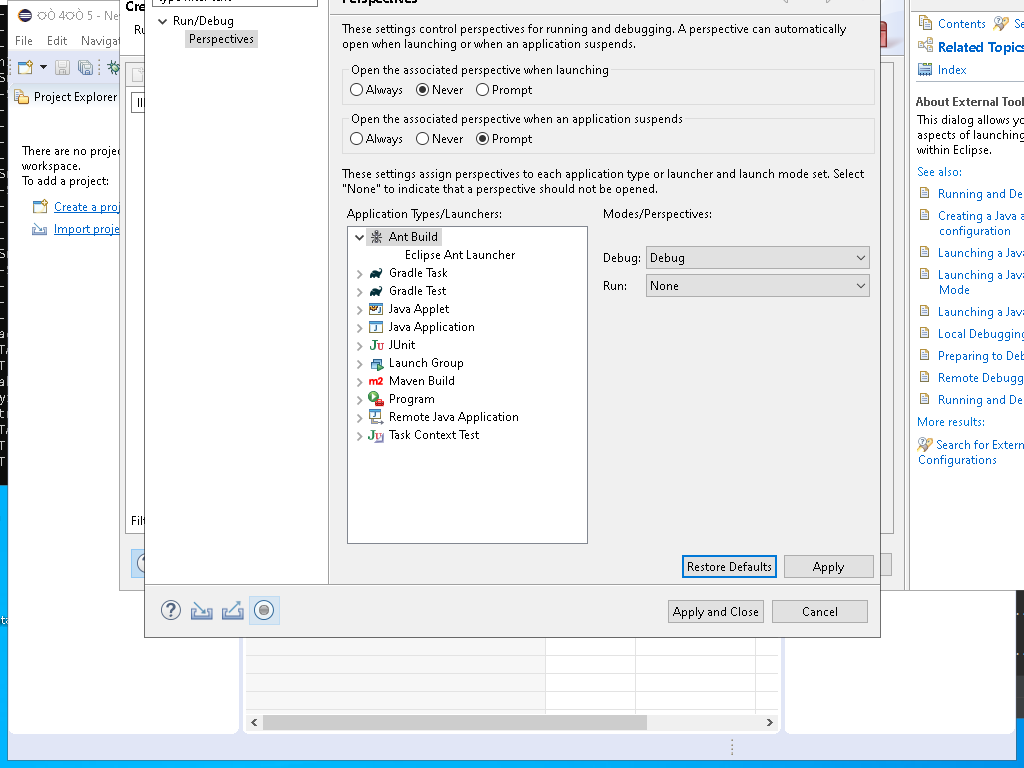 File Edit Navigat
Project Explorer
There are no projec
workspace.
To add a project:
Create a proj
Import proje
Cre
Ru
Filt
Run/Debug
Perspectives
These settings control perspectives for running and debugging. A perspective can automatically
open when launching or when an application suspends.
Open the associated perspective when launching
Always Never Prompt
Open the associated perspective when an application suspends
Always Never Prompt
These settings assign perspectives to each application type or launcher and launch mode set. Select
"None" to indicate that a perspective should not be opened.
Application Types/Launchers: Modes/Perspectives:
Ant Build
Eclipse Ant Launcher
Gradle Task
Gradle Test
Java Applet
Java Application
JUnit
Launch Group
Maven Build
Program
Remote Java Application
Task Context Test
Debug: Debug
Run: None
Restore Defaults Apply
Apply and Close Cancel
Contents Se
Related Topics
Index
About External Tool
This dialog allows yo
aspects of launching
within Eclipse.
See also:
Running and De
Creating a Java a
configuration
Launching a Java
Launching a Java
Mode
Launching a Java
Local Debugging
Preparing to Deb
Remote Debugg
Running and De
More results:
Search for Extern
Configurations